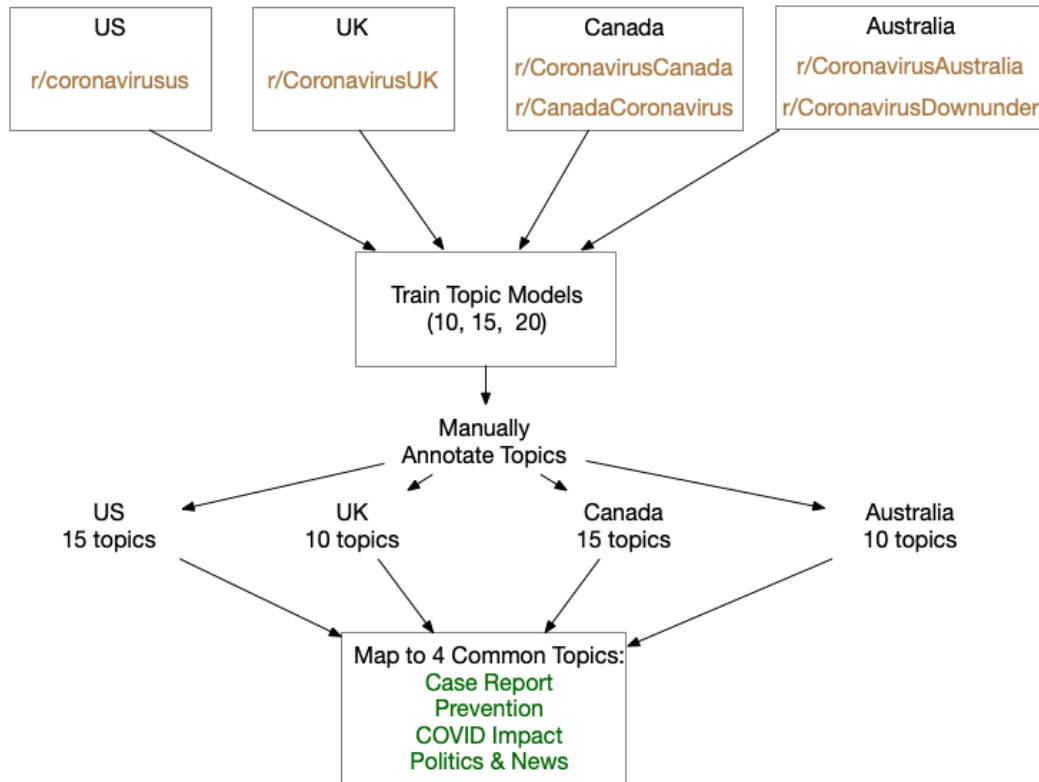 US
r/coronavirusus
UK
r/CoronavirusUK
Canada
r/CoronavirusCanada
r/CanadaCoronavirus
Australia
r/CoronavirusAustralia
r/CoronavirusDownunder
Train Topic Models
(10, 15, 20)
Manually
Annotate Topics
US
15 topics
UK
10 topics
Canada
15 topics
Australia
10 topics
Map to 4 Common Topics:
Case Report
Prevention
COVID Impact
Politics & News